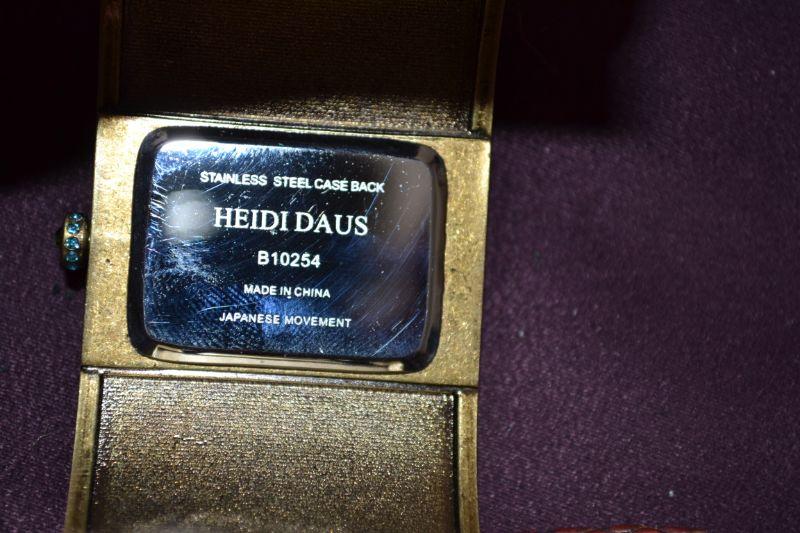 STAINLESS STEEL CASE BACK
HEIDI DAUS
B10254
MADE IN CHINA
JAPANESE MOVEMENT